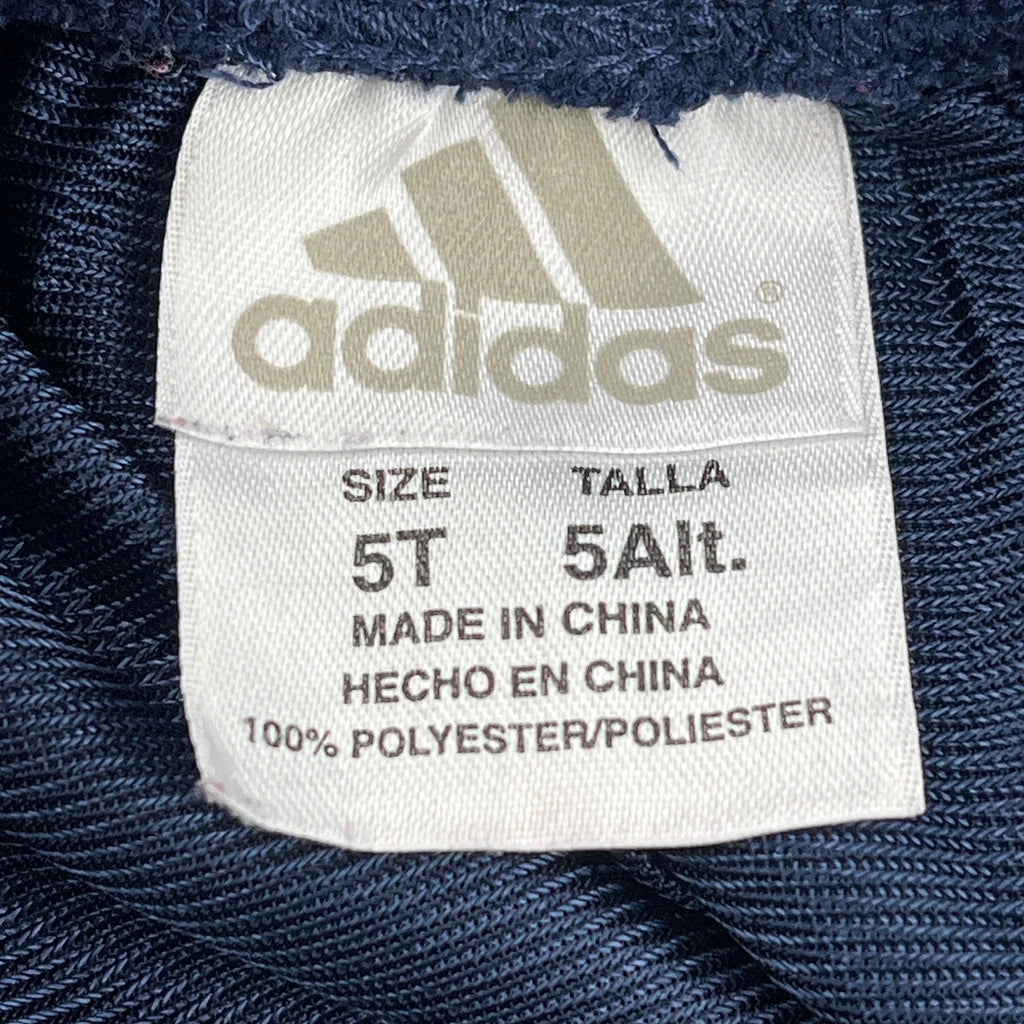 adidas®
SIZE TALLA
5T 5Alt.
MADE IN CHINA
HECHO EN CHINA
100% POLYESTER/POLIESTER